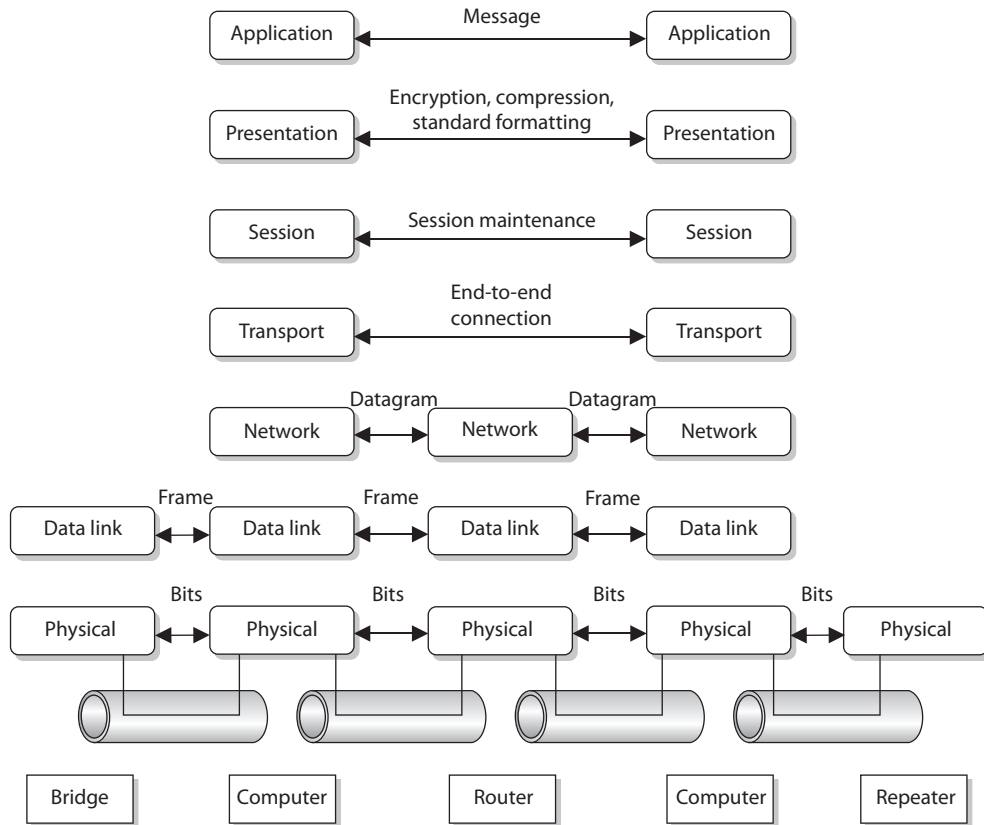 Message
Application
Application
Encryption, compression,
standard formatting
Presentation
Presentation
Session maintenance
Session
Session
End-to-end
connection
Transport
Transport
Datagram
Datagram
Network
Network
Network
Frame
Frame
Frame
Data link
Data link
Data link
Data link
Bits
Bits
Bits
Bits
Physical
Physical
Physical
Physical
Physical
Bridge
Computer
Router
Computer
Repeater